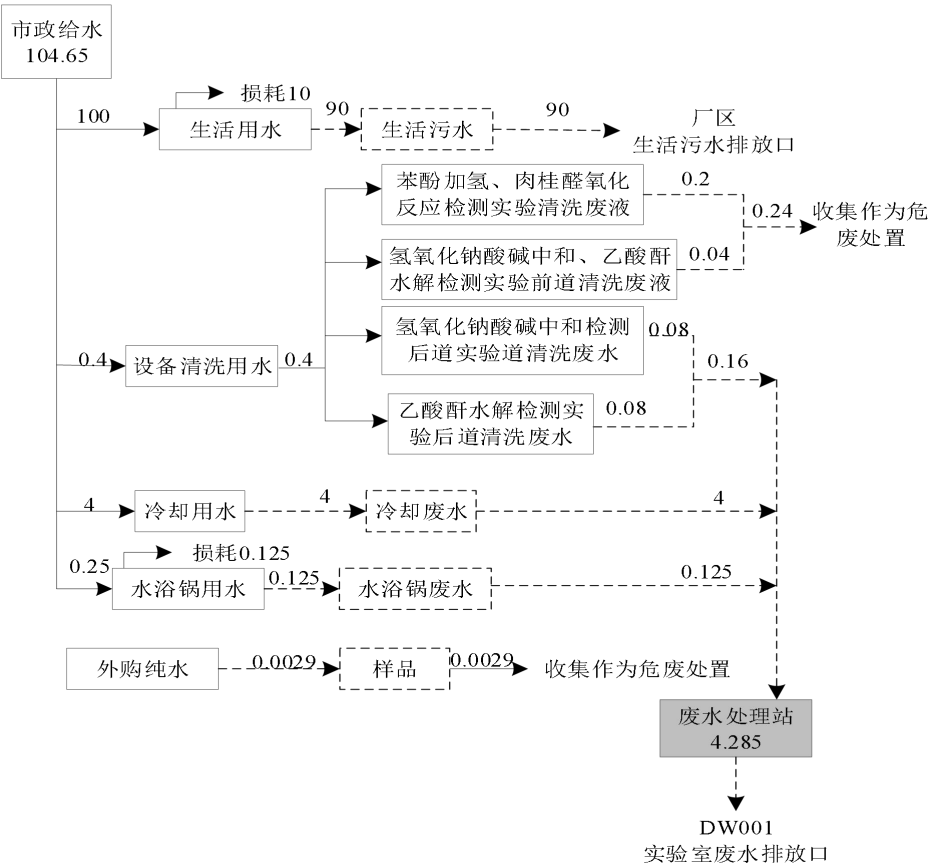 市政给水
104.65
损耗10
100
生活用水
90
生活污水
90
厂区
生活污水排放口
苯酚加氢、肉桂醛氧化
反应检测实验清洗废液
0.2
0.24
收集作为危
废处置
氢氧化钠酸碱中和、乙酸酐
水解检测实验前道清洗废液
0.04
氢氧化钠酸碱中和检测
后道实验道清洗废水
0.08
0.4
设备清洗用水
0.4
0.16
乙酸酐水解检测实
验后道清洗废水
0.08
4
冷却用水
4
冷却废水
4
损耗0.125
0.25
水浴锅用水
0.125
水浴锅废水
0.125
外购纯水
0.0029
样品
0.0029
收集作为危废处置
废水处理站
4.285
DW001
实验室废水排放口